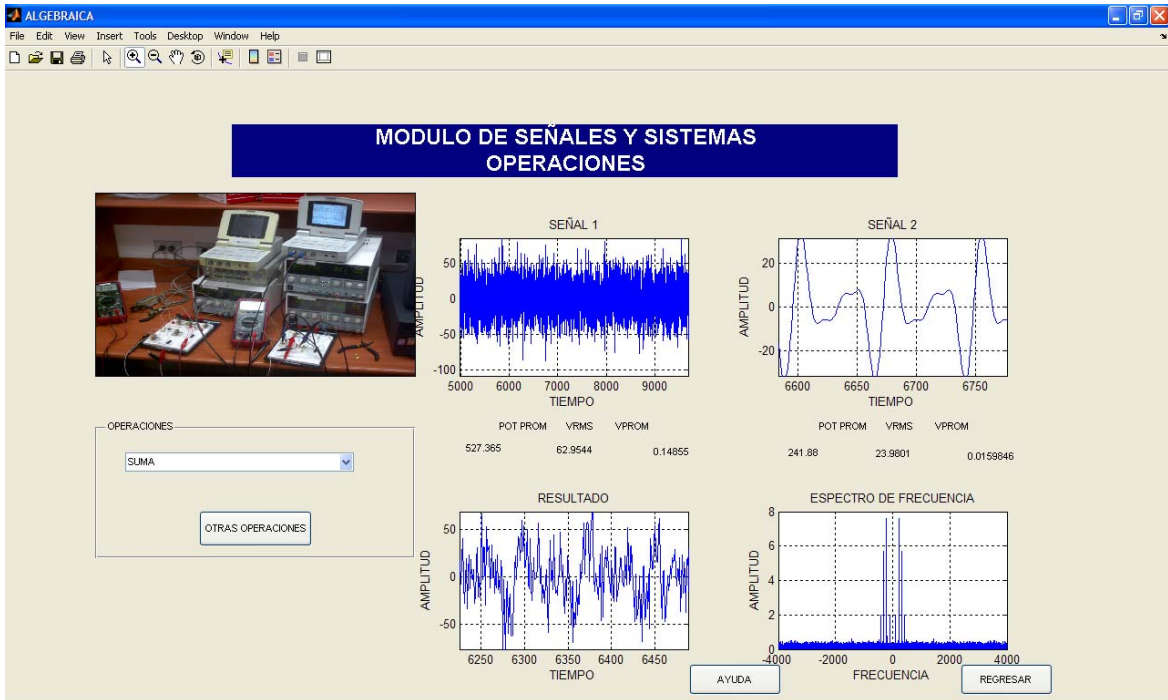 ALGEBRAICA
File Edit View Insert Tools Desktop Window Help
MODULO DE SEÑALES Y SISTEMAS
OPERACIONES
SEÑAL 1
AMPLITUD
50
0
-50
-100
5000 6000 7000 8000 9000
TIEMPO
SEÑAL 2
AMPLITUD
20
0
-20
6600 6650 6700 6750
TIEMPO
POT PROM VRMS VPROM
527.365 62.9544 0.14855
POT PROM VRMS VPROM
241.88 23.9801 0.0159846
OPERACIONES
SUMA
OTRAS OPERACIONES
RESULTADO
AMPLITUD
50
0
-50
6250 6300 6350 6400 6450
TIEMPO
ESPECTRO DE FRECUENCIA
AMPLITUD
8
6
4
2
0
-4000 -2000 0 2000 4000
FRECUENCIA
AYUDA
REGRESAR